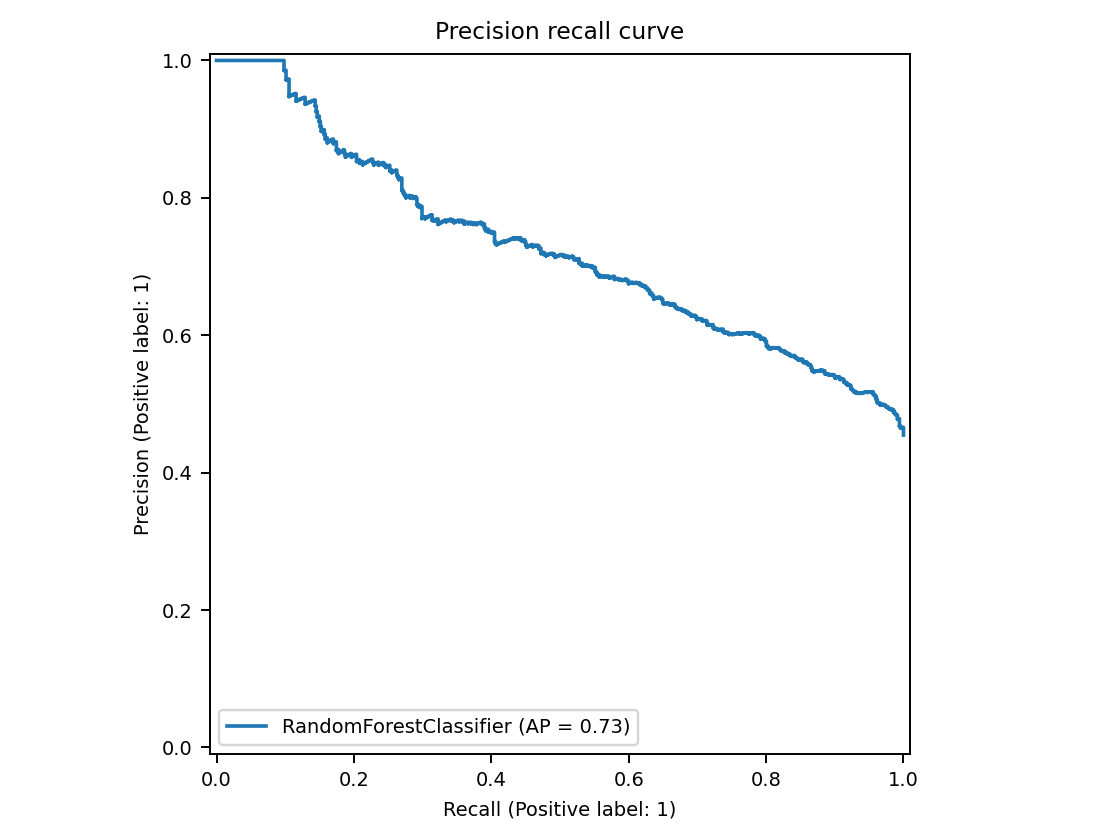 Precision recall curve
1.0
0.8
0.6
0.4
0.2
0.0
Precision (Positive label: 1)
RandomForestClassifier (AP = 0.73)
0.0 0.2 0.4 0.6 0.8 1.0
Recall (Positive label: 1)